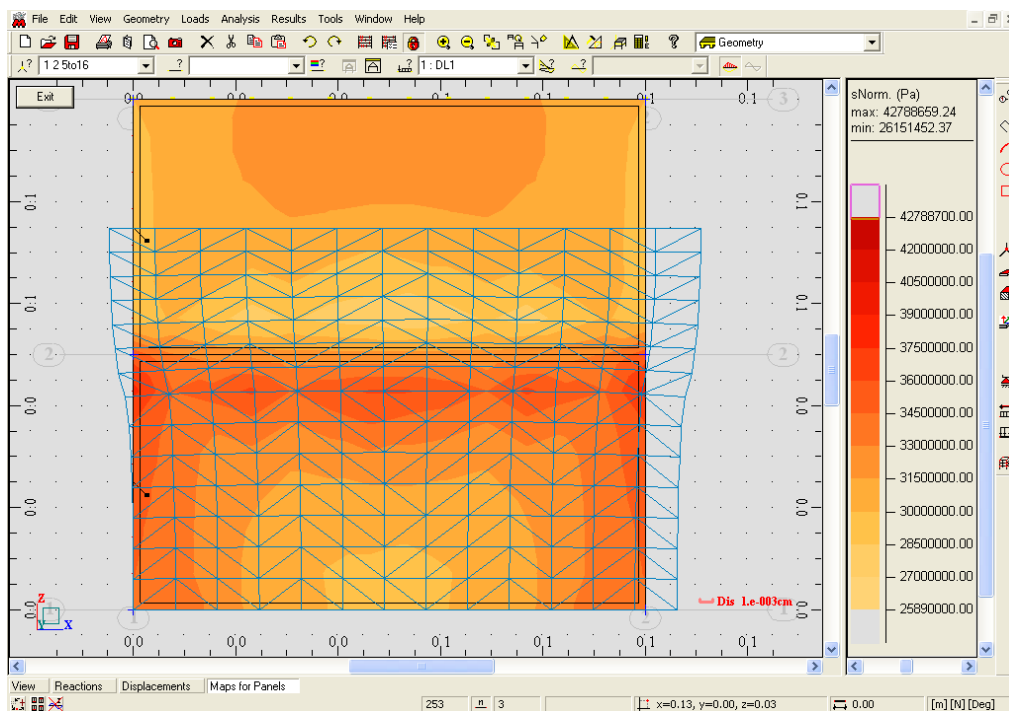 File Edit View Geometry Loads Analysis Results Tools Window Help
Geometry
1 2 5to16 1 : DL1
Exit
0.0 0.0 0.0 0.1 0.1 0.1 0.1
3
sNorm. (Pa)
max: 42788659.24
min: 26151452.37
42788700.00
42000000.00
40500000.00
39000000.00
37500000.00
36000000.00
34500000.00
33000000.00
31500000.00
30000000.00
28500000.00
27000000.00
25890000.00
0.1 0.1
0.1 0.1
2 2
0.0 0.0
0.0 0.0
Dis 1.e-003cm
0.0 0.0
Z
Y X
1 2
0.0 0.0 0.0 0.1 0.1 0.1 0.1
View Reactions Displacements Maps for Panels
253 n 3 x=0.13, y=0.00, z=0.03 0.00 [m] [N] [Deg]